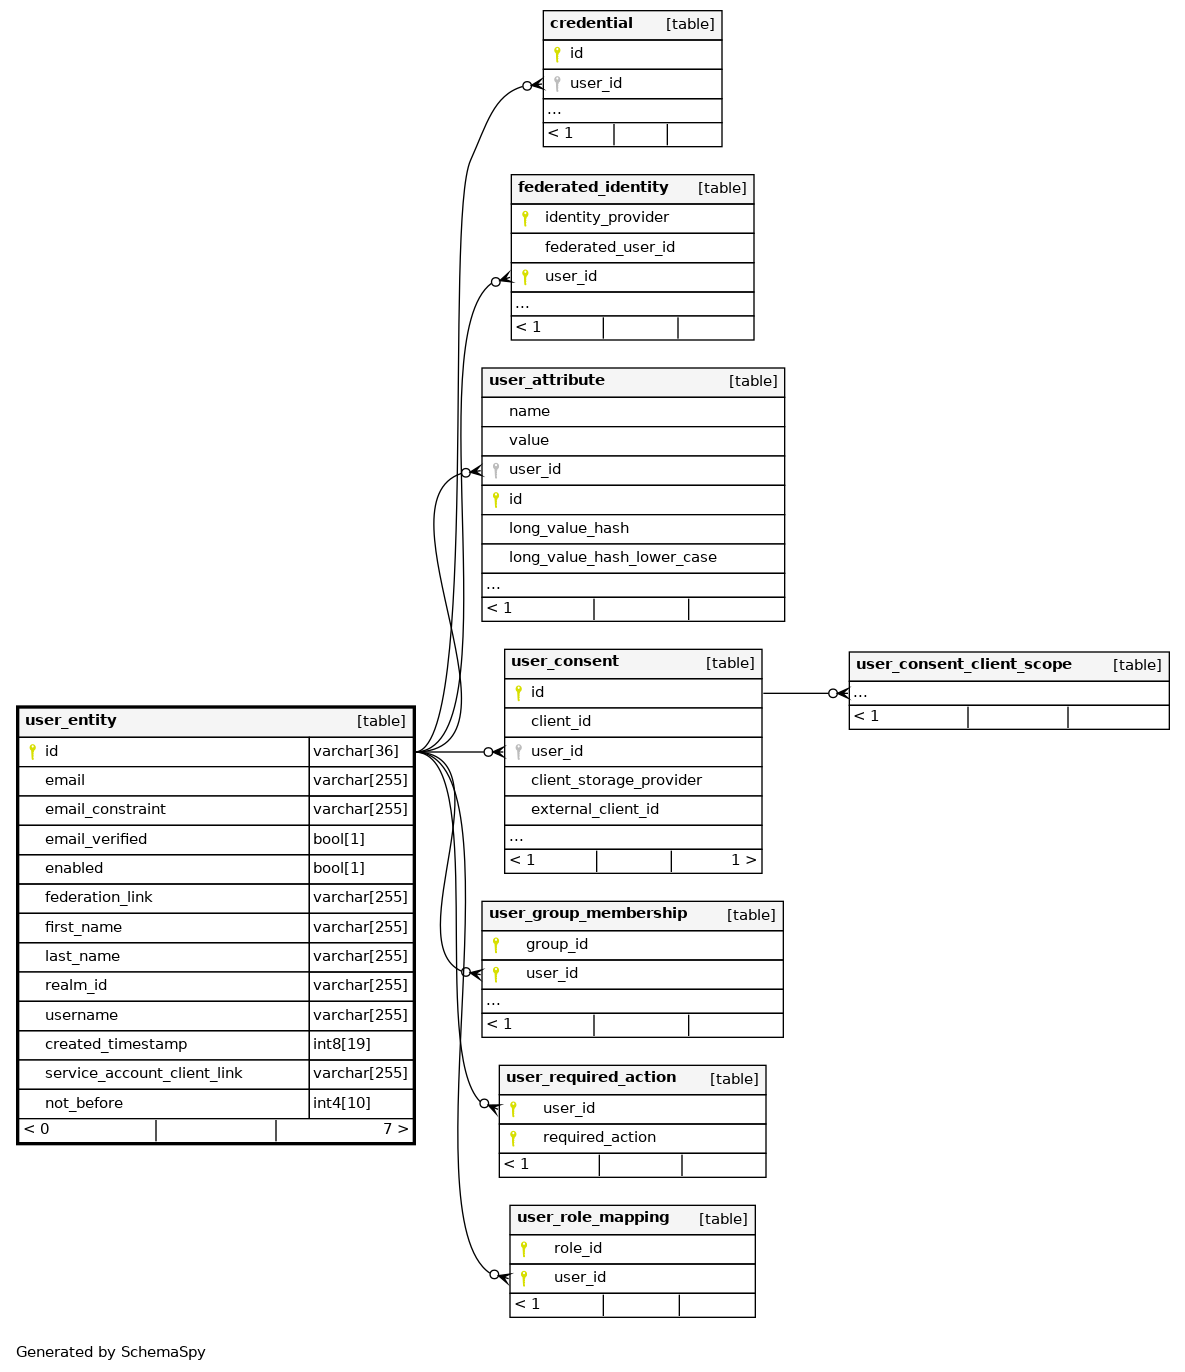 credential [table]
id
user_id
...
< 1
federated_identity [table]
identity_provider
federated_user_id
user_id
...
< 1
user_attribute [table]
name
value
user_id
id
long_value_hash
long_value_hash_lower_case
...
< 1
user_consent [table]
id
client_id
user_id
client_storage_provider
external_client_id
...
< 1 1 >
user_consent_client_scope [table]
...
< 1
user_entity [table]
id varchar[36]
email varchar[255]
email_constraint varchar[255]
email_verified bool[1]
enabled bool[1]
federation_link varchar[255]
first_name varchar[255]
last_name varchar[255]
realm_id varchar[255]
username varchar[255]
created_timestamp int8[19]
service_account_client_link varchar[255]
not_before int4[10]
< 0 7 >
user_group_membership [table]
group_id
user_id
...
< 1
user_required_action [table]
user_id
required_action
< 1
user_role_mapping [table]
role_id
user_id
< 1
Generated by SchemaSpy